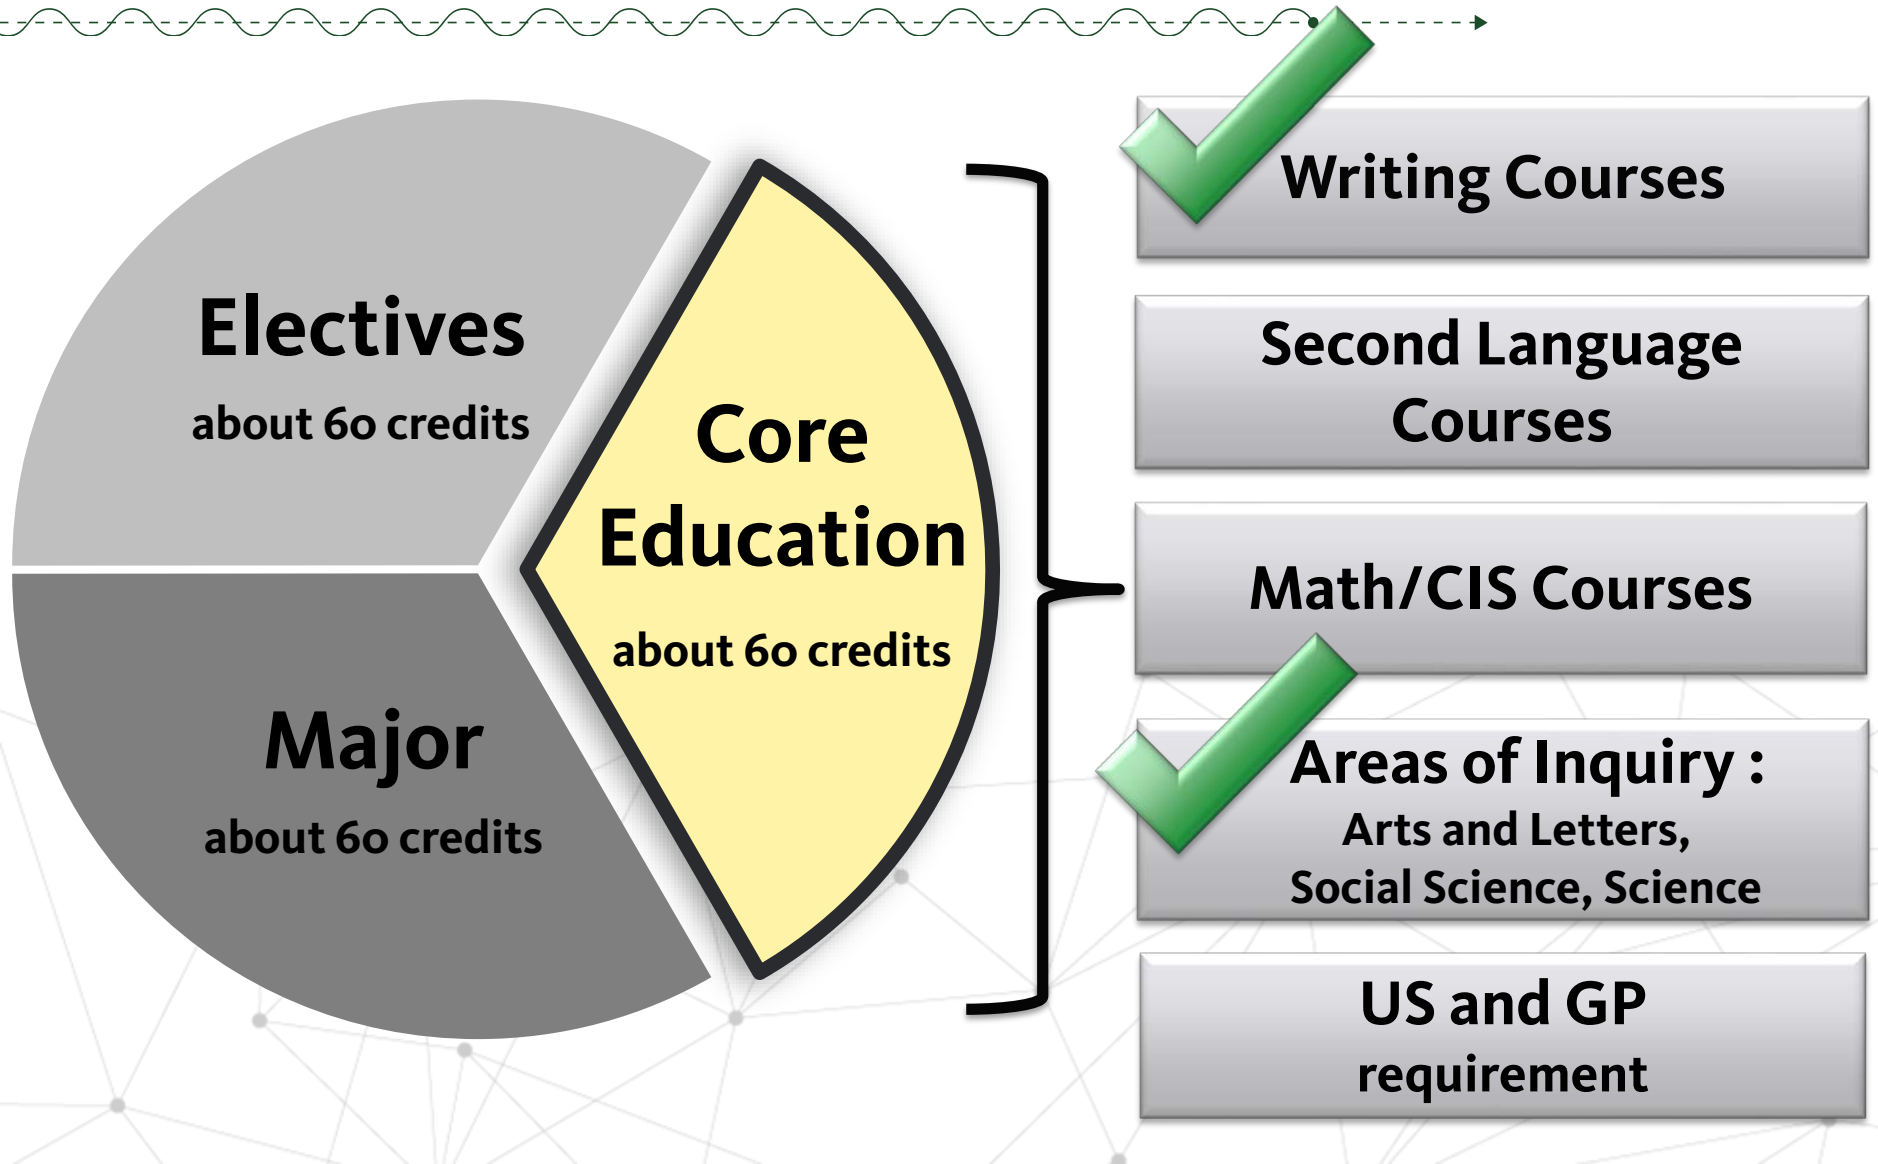 Electives
about 60 credits
Core
Education
about 60 credits
Major
about 60 credits
Writing Courses
Second Language
Courses
Math/CIS Courses
Areas of Inquiry :
Arts and Letters,
Social Science, Science
US and GP
requirement